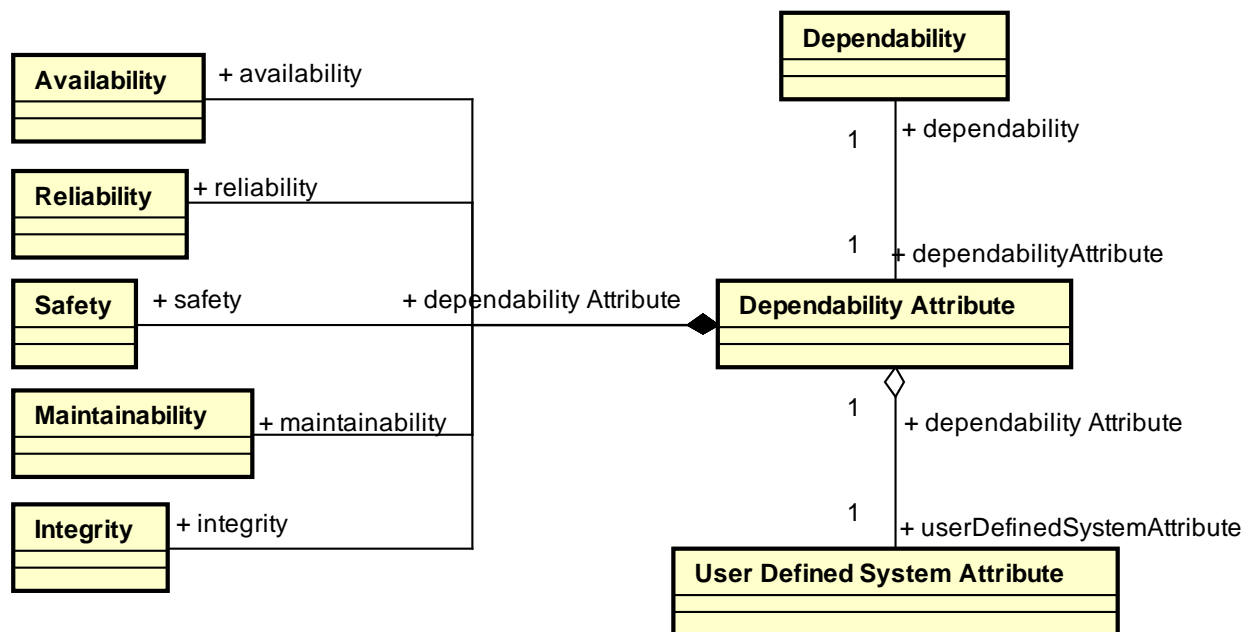 Dependability
Availability
+ availability
+ dependability
1
Reliability
+ reliability
1
+ dependabilityAttribute
Safety
+ safety
+ dependability Attribute
Dependability Attribute
Maintainability
+ maintainability
1
+ dependability Attribute
Integrity
+ integrity
1
+ userDefinedSystemAttribute
User Defined System Attribute